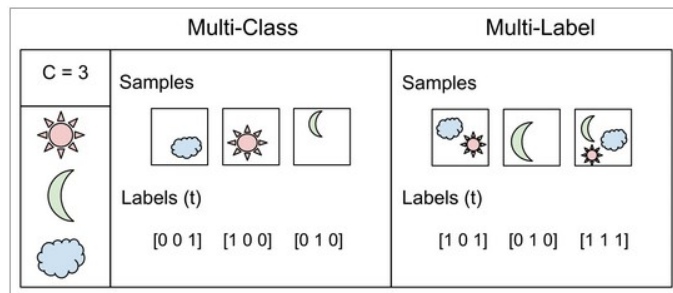 Multi-Class
Multi-Label
C = 3
Samples
Samples
Labels (t)
Labels (t)
[0 0 1] [1 0 0] [0 1 0]
[1 0 1] [0 1 0] [1 1 1]